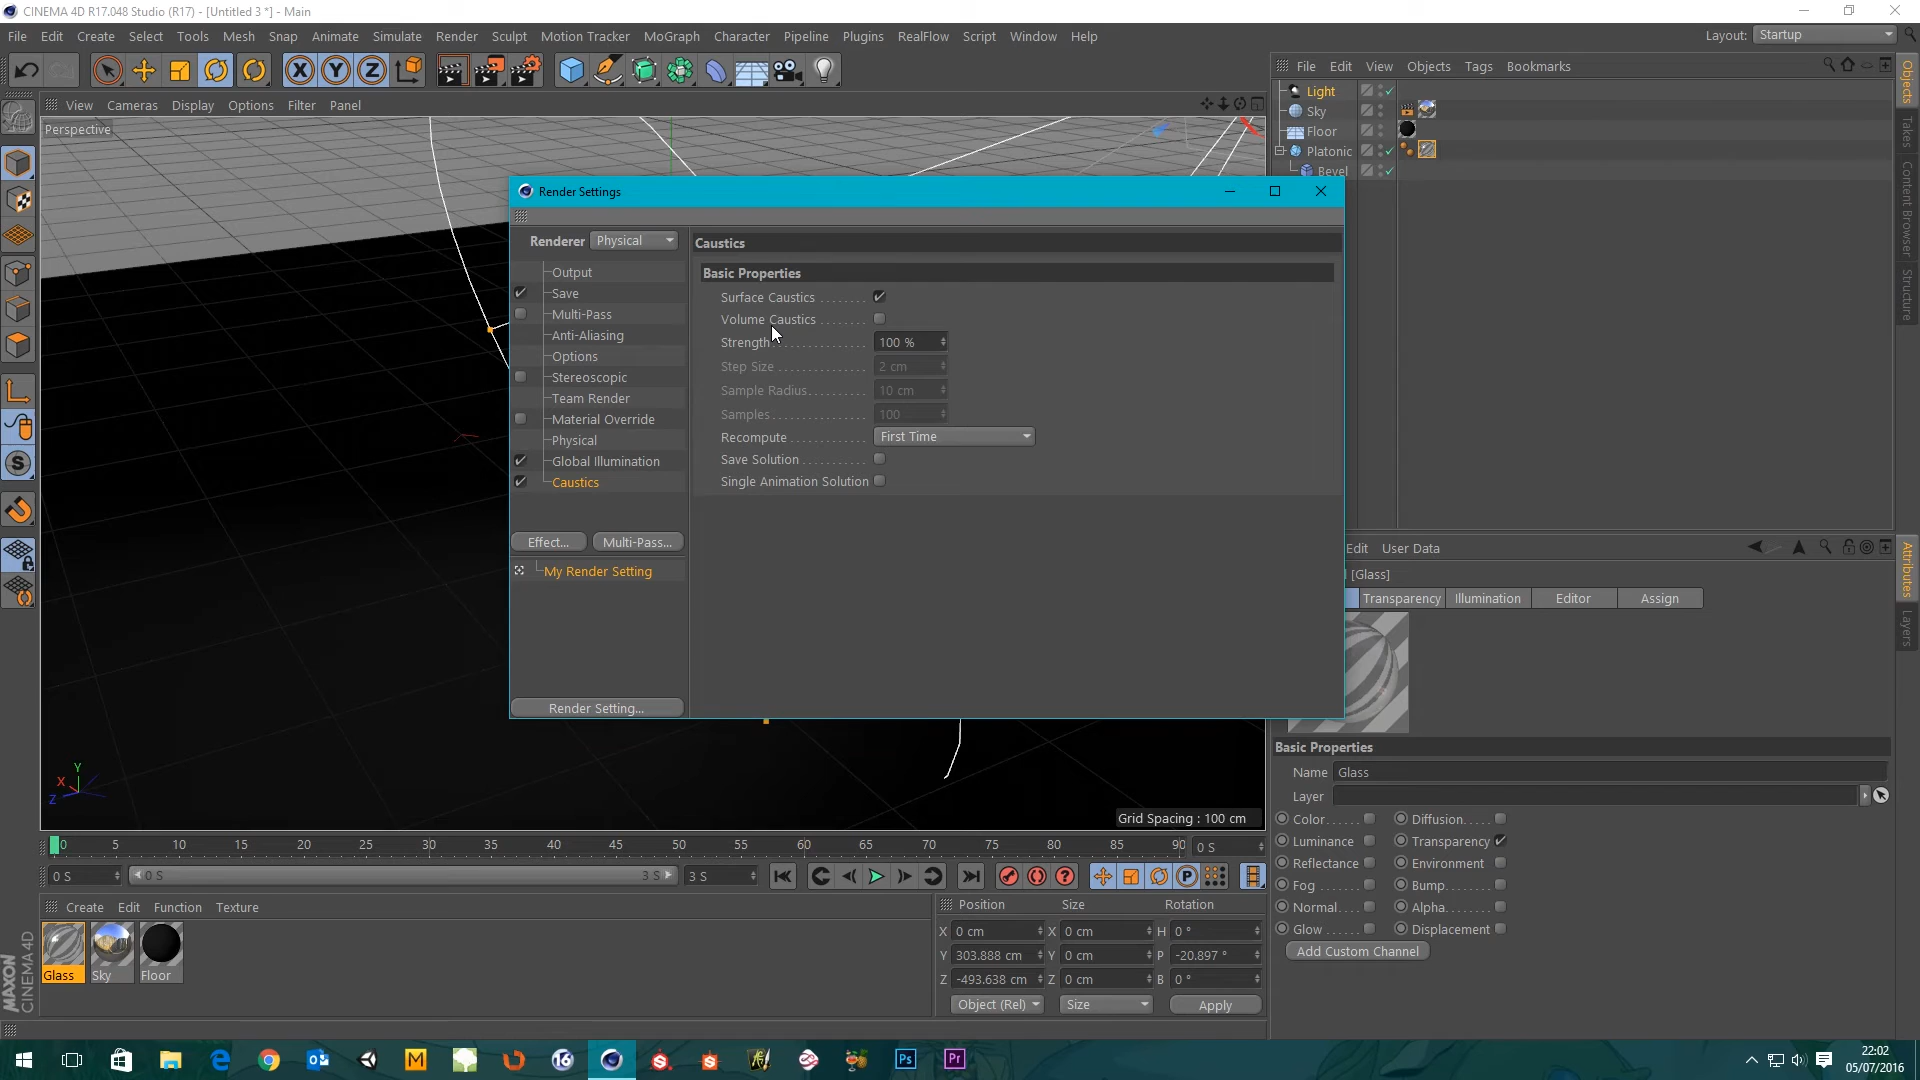 CINEMA 4D R17.048 Studio (R17) - [Untitled 3 *] - Main
File Edit Create Select Tools Mesh Snap Animate Simulate Render Sculpt Motion Tracker MoGraph Character Pipeline Plugins RealFlow Script Window Help
Layout: Startup
File Edit View Objects Tags Bookmarks
View Cameras Display Options Filter Panel
Perspective
Light
Sky
Floor
Platonic
Bevel
Objects
Takes
Content Browser
Structure
Render Settings
Renderer Physical
Output
Save
Multi-Pass
Anti-Aliasing
Options
Stereoscopic
Team Render
Material Override
Physical
Global Illumination
Caustics
Effect... Multi-Pass...
My Render Setting
Render Setting...
Caustics
Basic Properties
Surface Caustics . . . . . . .
Volume Caustics . . . . . . .
Strength. . . . . . . . . . . . . 100 %
Step Size . . . . . . . . . . . . . 2 cm
Sample Radius. . . . . . . . 10 cm
Samples. . . . . . . . . . . . . . 100
Recompute . . . . . . . . . . . First Time
Save Solution . . . . . . . . . .
Single Animation Solution
Edit User Data
[Glass]
Transparency Illumination Editor Assign
Attributes
Layers
Basic Properties
Name Glass
Layer
Color. . . . . . Diffusion. . . . .
Luminance Transparency
Reflectance Environment
Fog . . . . . . . Bump. . . . . . .
Normal. . . . Alpha. . . . . . . .
Glow . . . . . . Displacement
Add Custom Channel
Y
X
Z
Grid Spacing : 100 cm
0 5 10 15 20 25 30 35 40 45 50 55 60 65 70 75 80 85 90 0 S
0 S 0 S 3 S 3 S
Create Edit Function Texture
Glass Sky Floor
MAXON
CINEMA 4D
Position Size Rotation
X 0 cm X 0 cm H 0 °
Y 303.888 cm Y 0 cm P -20.897 °
Z -493.638 cm Z 0 cm B 0 °
Object (Rel) Size Apply
22:02
05/07/2016